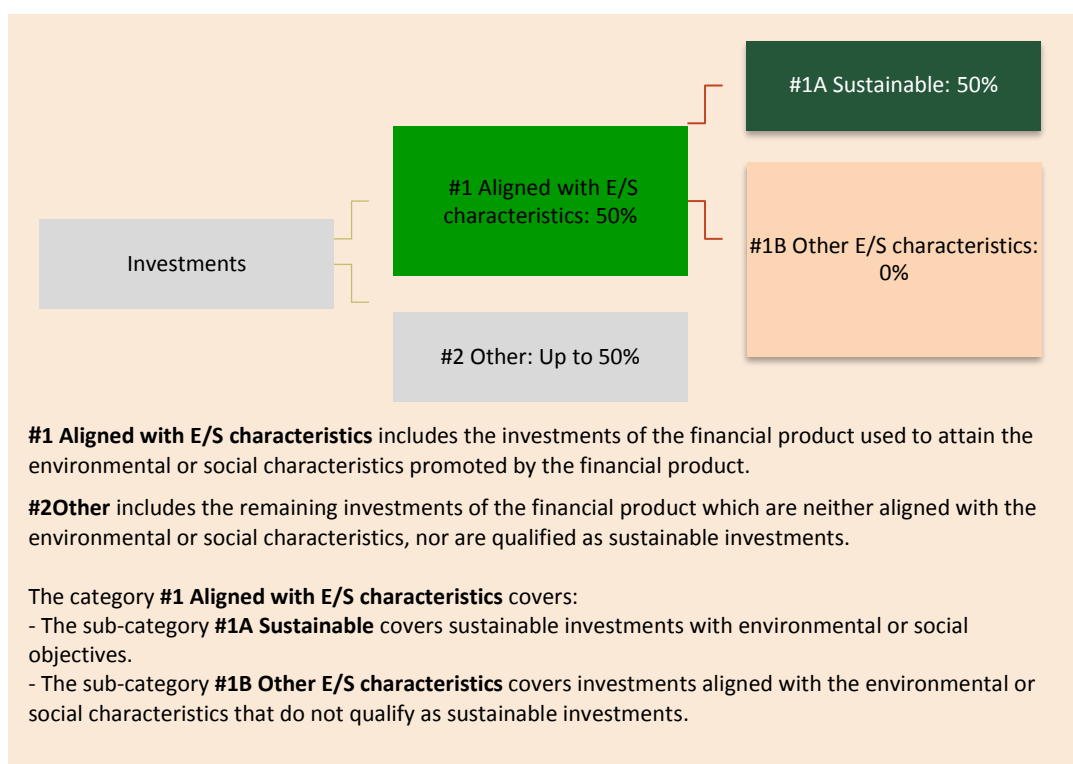 #1A Sustainable: 50%
#1 Aligned with E/S
characteristics: 50%
#1B Other E/S characteristics:
0%
Investments
#2 Other: Up to 50%
#1 Aligned with E/S characteristics includes the investments of the financial product used to attain the
environmental or social characteristics promoted by the financial product.
#2Other includes the remaining investments of the financial product which are neither aligned with the
environmental or social characteristics, nor are qualified as sustainable investments.
The category #1 Aligned with E/S characteristics covers:
- The sub-category #1A Sustainable covers sustainable investments with environmental or social
objectives.
- The sub-category #1B Other E/S characteristics covers investments aligned with the environmental or
social characteristics that do not qualify as sustainable investments.